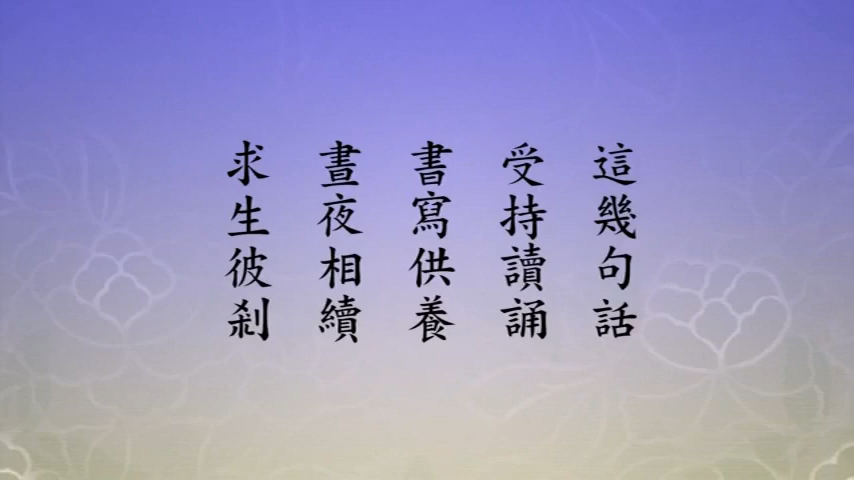 這幾句話
受持讀誦
書寫供養
晝夜相續
求生彼剎